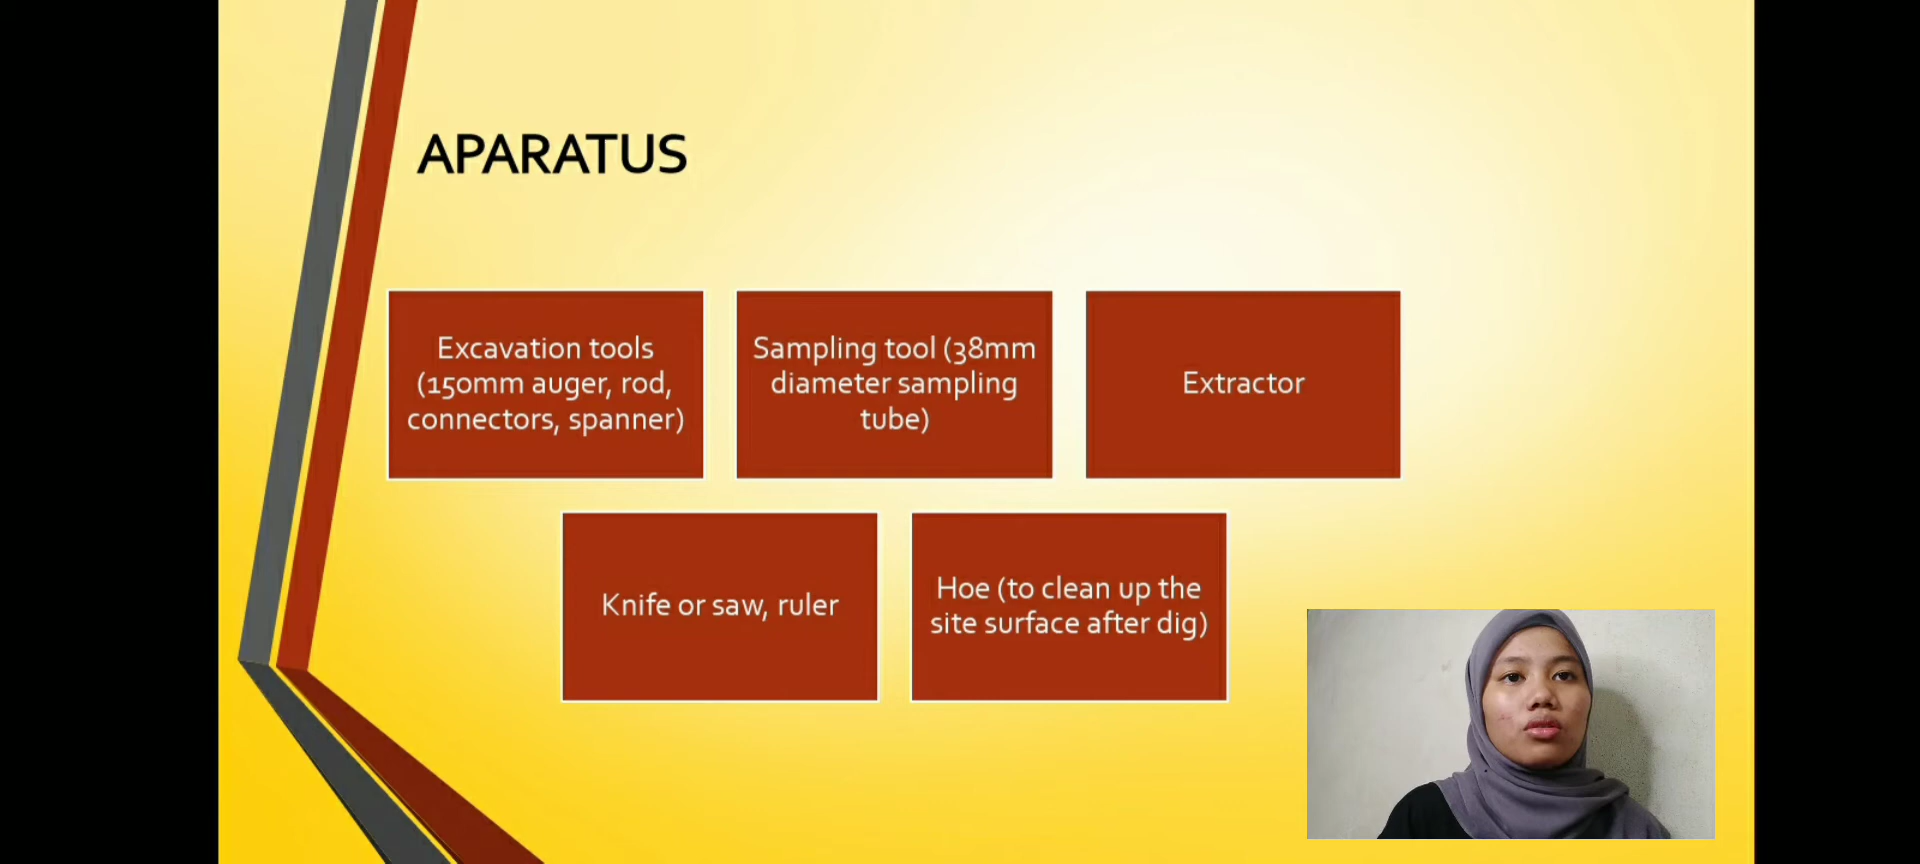 APARATUS
Excavation tools
(150mm auger, rod,
connectors, spanner)
Sampling tool (38mm
diameter sampling
tube)
Extractor
Knife or saw, ruler
Hoe (to clean up the
site surface after dig)